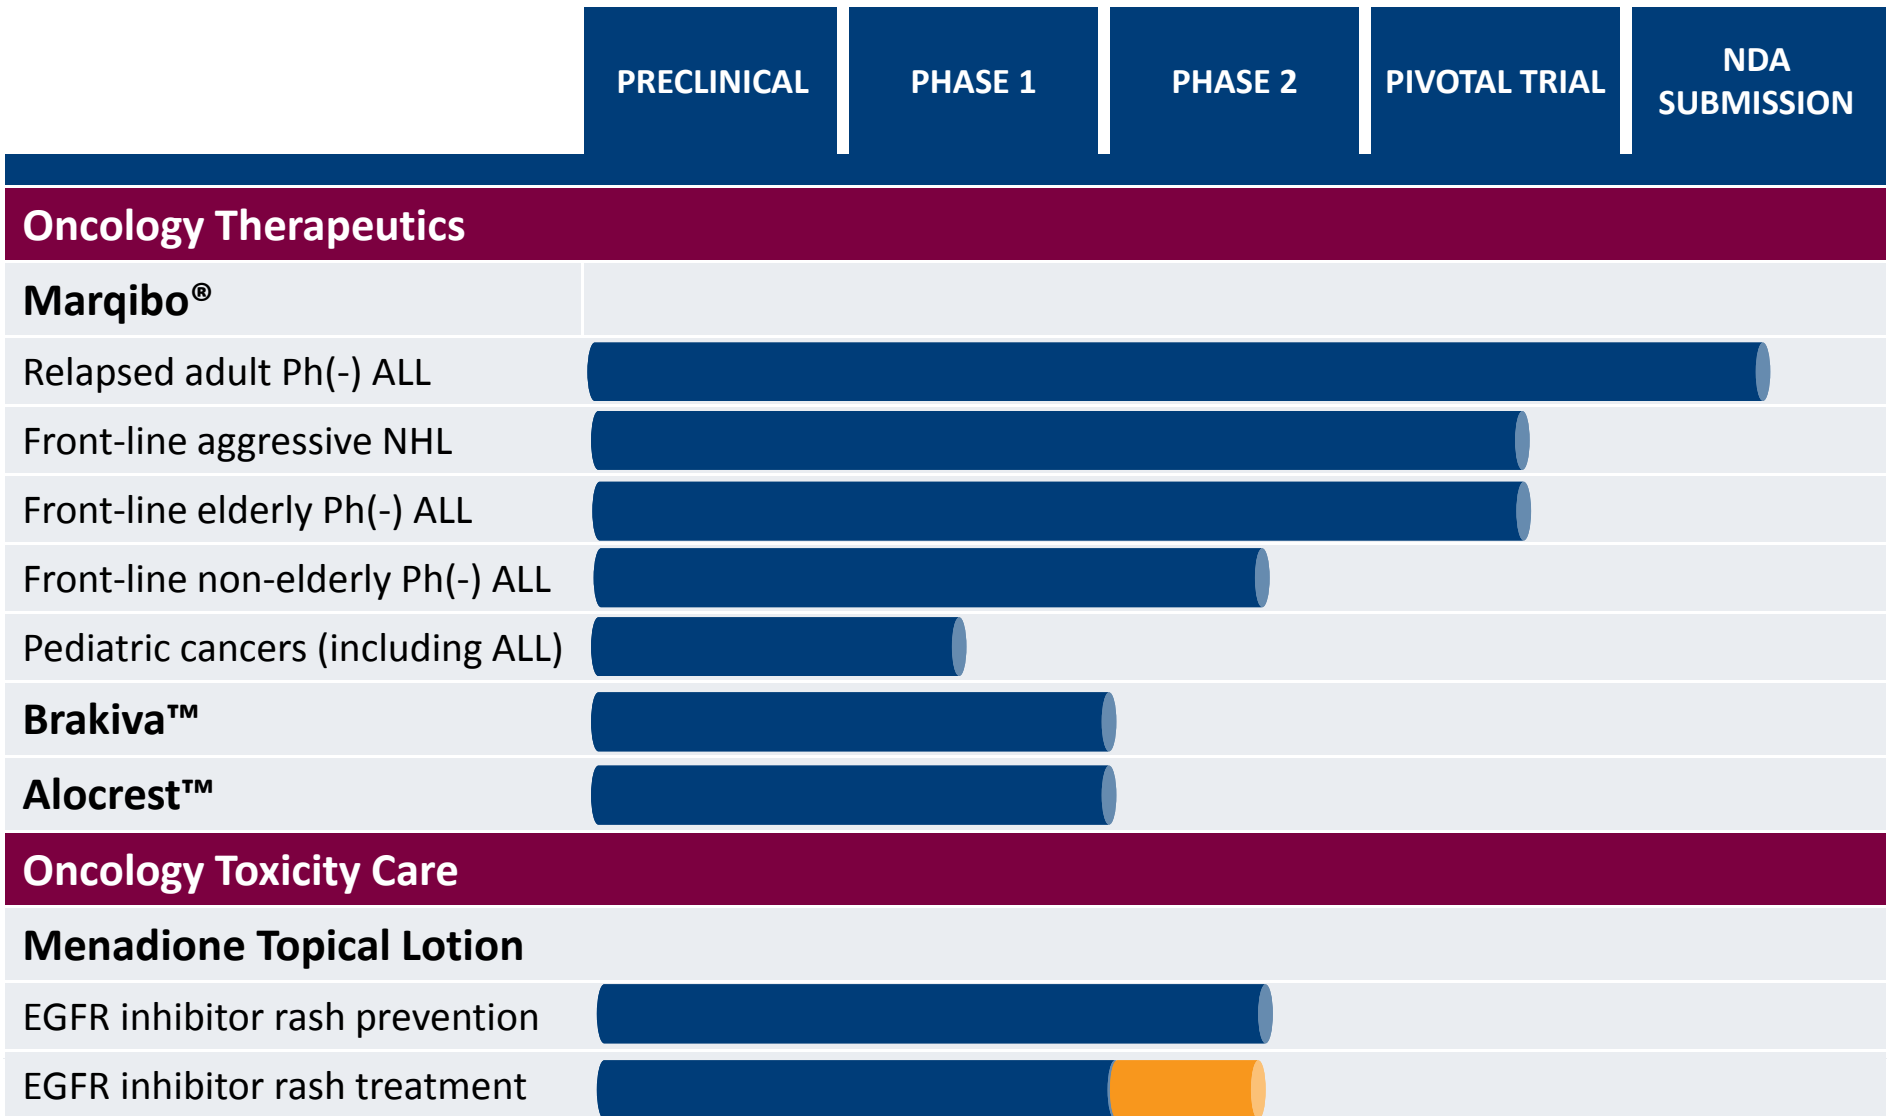 PRECLINICAL
PHASE 1
PHASE 2
PIVOTAL TRIAL
NDA
SUBMISSION
Oncology Therapeutics
Marqibo®
Relapsed adult Ph(-) ALL
Front-line aggressive NHL
Front-line elderly Ph(-) ALL
Front-line non-elderly Ph(-) ALL
Pediatric cancers (including ALL)
Brakiva™
Alocrest™
Oncology Toxicity Care
Menadione Topical Lotion
EGFR inhibitor rash prevention
EGFR inhibitor rash treatment